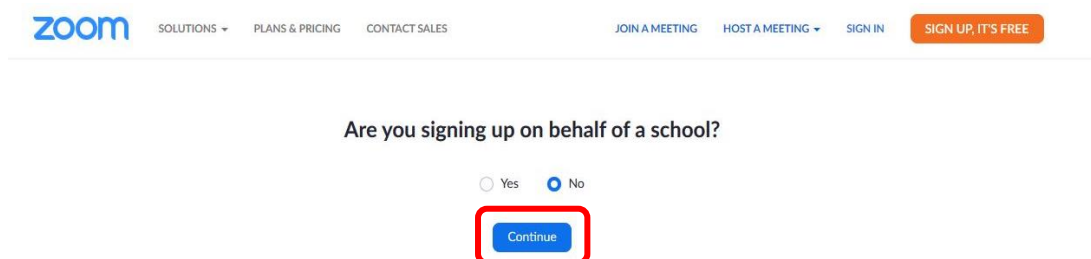 zoom SOLUTIONS PLANS & PRICING CONTACT SALES JOIN A MEETING HOST A MEETING SIGN IN SIGN UP, IT'S FREE
Are you signing up on behalf of a school?
Yes No
Continue